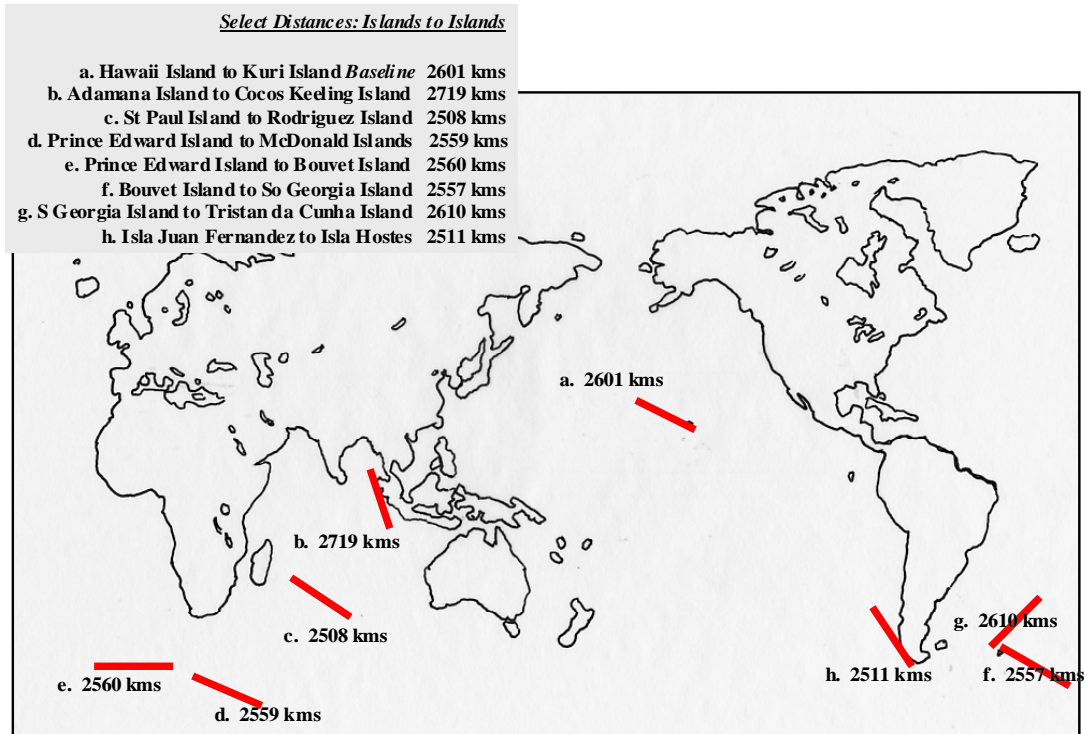 Select Distances: Islands to Islands
a. Hawaii Island to Kuri Island Baseline 2601 kms
b. Adamana Island to Cocos Keeling Island 2719 kms
c. St Paul Island to Rodriguez Island 2508 kms
d. Prince Edward Island to McDonald Islands 2559 kms
e. Prince Edward Island to Bouvet Island 2560 kms
f. Bouvet Island to So Georgia Island 2557 kms
g. S Georgia Island to Tristan da Cunha Island 2610 kms
h. Isla Juan Fernandez to Isla Hostes 2511 kms
a. 2601 kms
b. 2719 kms
c. 2508 kms
g. 2610 kms
e. 2560 kms
h. 2511 kms
f. 2557 kms
d. 2559 kms